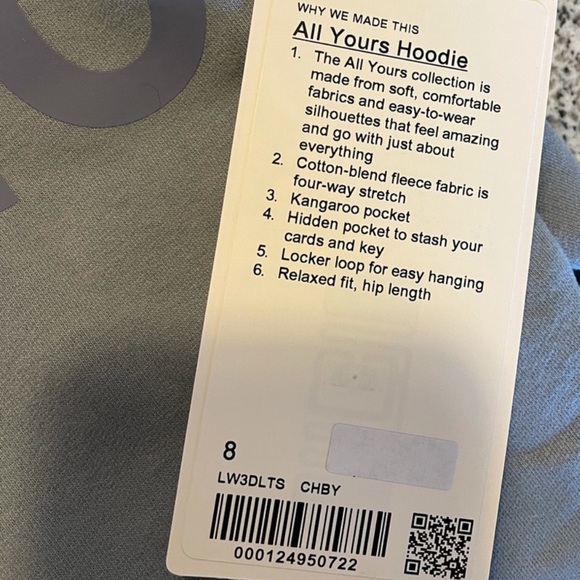 WHY WE MADE THIS
All Yours Hoodie
1. The All Yours collection is
made from soft, comfortable
fabrics and easy-to-wear
silhouettes that feel amazing
and go with just about
everything
2. Cotton-blend fleece fabric is
four-way stretch
3. Kangaroo pocket
4. Hidden pocket to stash your
cards and key
5. Locker loop for easy hanging
6. Relaxed fit, hip length
8
LW3DLTS CHBY
000124950722